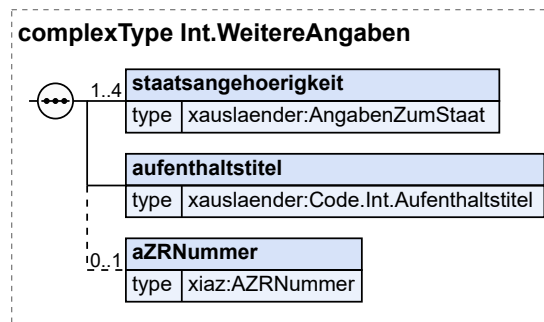 complexType Int.WeitereAngaben
1..4
staatsangehoerigkeit
type xauslaender:AngabenZumStaat
aufenthaltstitel
type xauslaender:Code.Int.Aufenthaltstitel
0..1
aZRNummer
type xiaz:AZRNummer